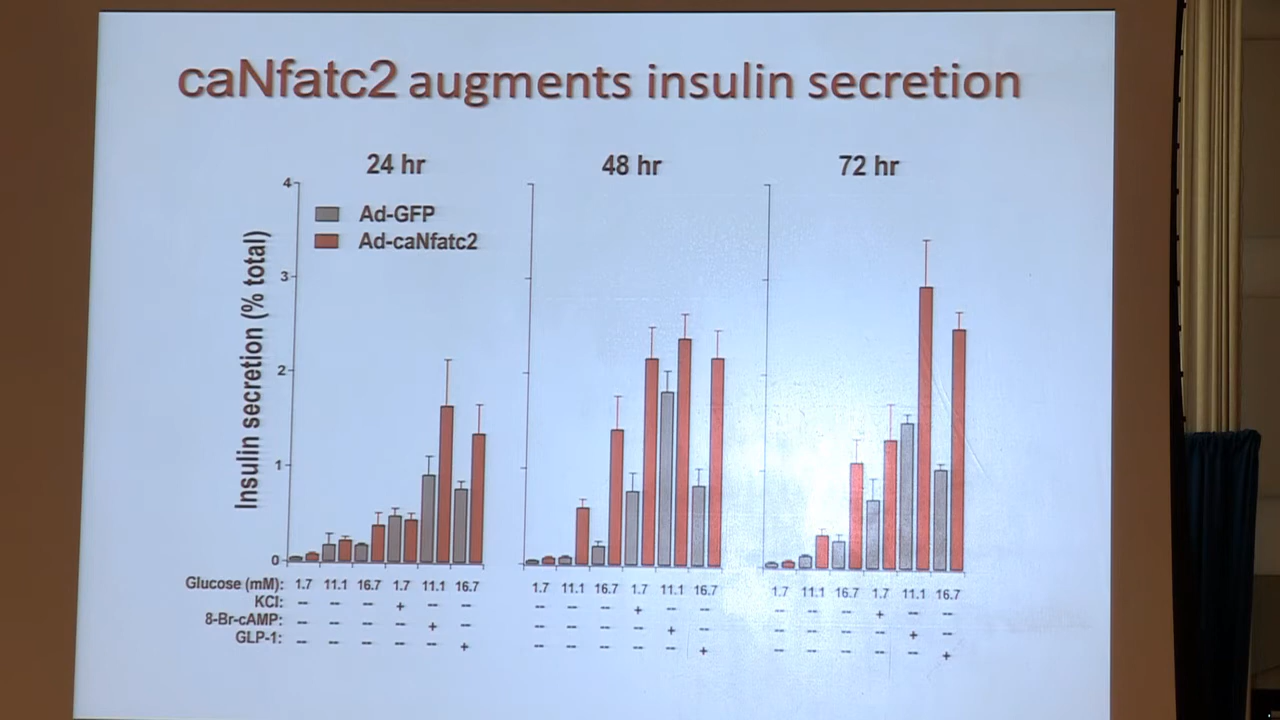 caNfatc2 augments insulin secretion
24 hr 48 hr 72 hr
Ad-GFP
Ad-caNfatc2
Insulin secretion (% total)
4
3
2
1
0
Glucose (mM): 1.7 11.1 16.7 1.7 11.1 16.7 1.7 11.1 16.7 1.7 11.1 16.7 1.7 11.1 16.7 1.7 11.1 16.7
KCl: -- -- -- + -- -- -- -- -- + -- -- -- -- -- + -- --
8-Br-cAMP: -- -- -- -- + -- -- -- -- -- + -- -- -- -- -- + --
GLP-1: -- -- -- -- -- + -- -- -- -- -- + -- -- -- -- -- +